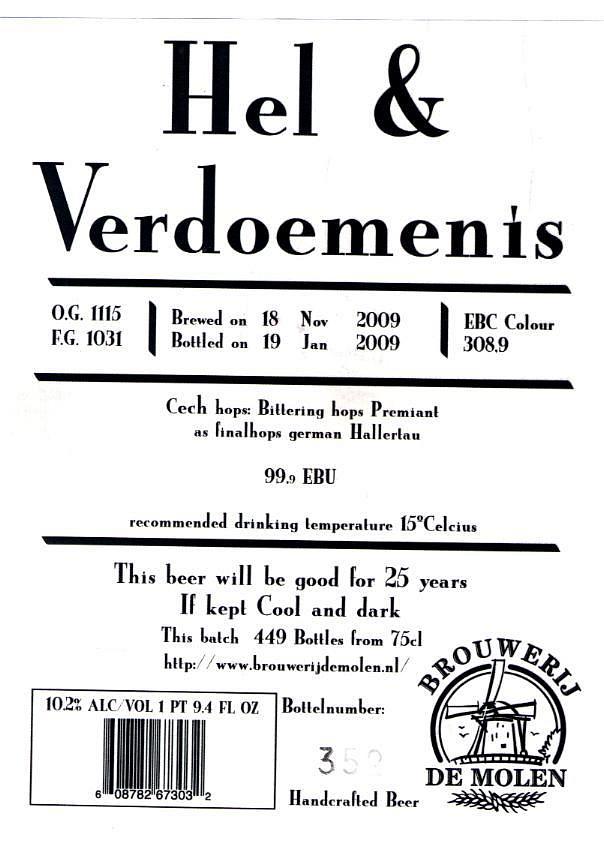 Hel &
Verdoemenis
O.G. 1115
F.G. 1031
Brewed on 18 Nov 2009
Bottled on 19 Jan 2009
EBC Colour
308.9
Cech hops: Bittering hops Premiant
as finalhops german Hallertau
99.9 EBU
recommended drinking temperature 15°Celcius
This beer will be good for 25 years
If kept Cool and dark
This batch 449 Bottles from 75cl
http://www.brouwerijdemolen.nl/
10.2% ALC/VOL 1 PT 9.4 FL OZ
6 08782 67303 2
Bottelnumber:
Handcrafted Beer
BROUWERIJ
DE MOLEN